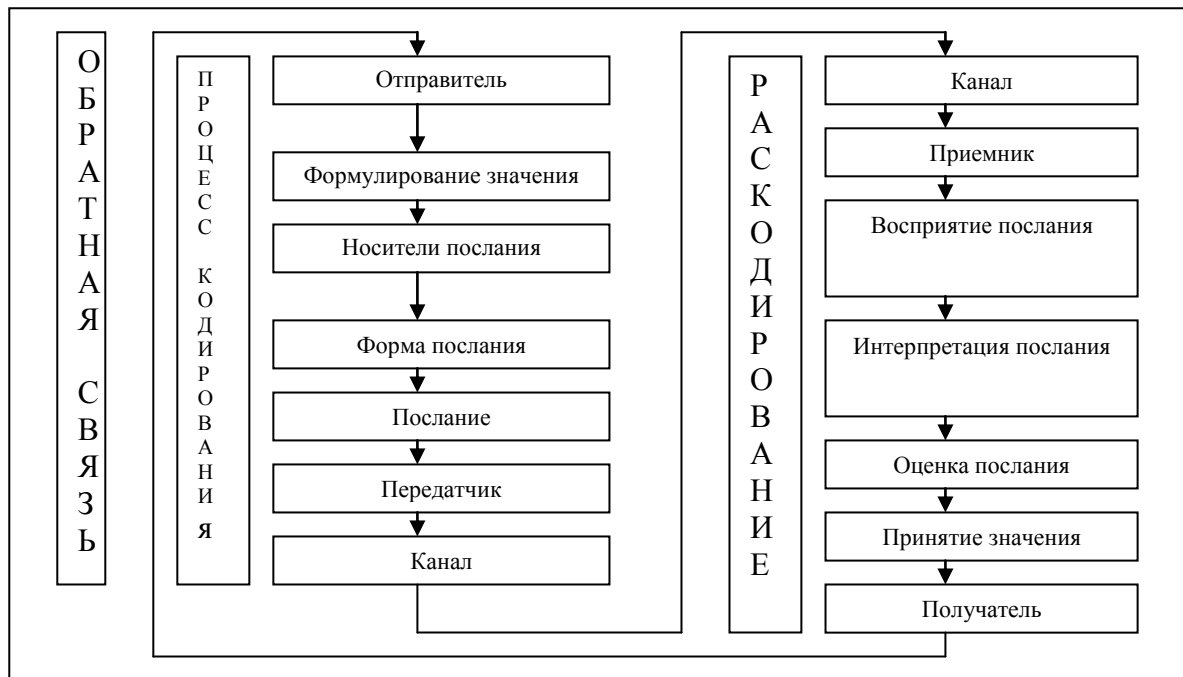 ОБРАТНАЯ СВЯЗЬ
ПРОЦЕСС КОДИРОВАНИЯ
Отправитель
Формулирование значения
Носители послания
Форма послания
Послание
Передатчик
Канал
РАСКОДИРОВАНИЕ
Канал
Приемник
Восприятие послания
Интерпретация послания
Оценка послания
Принятие значения
Получатель